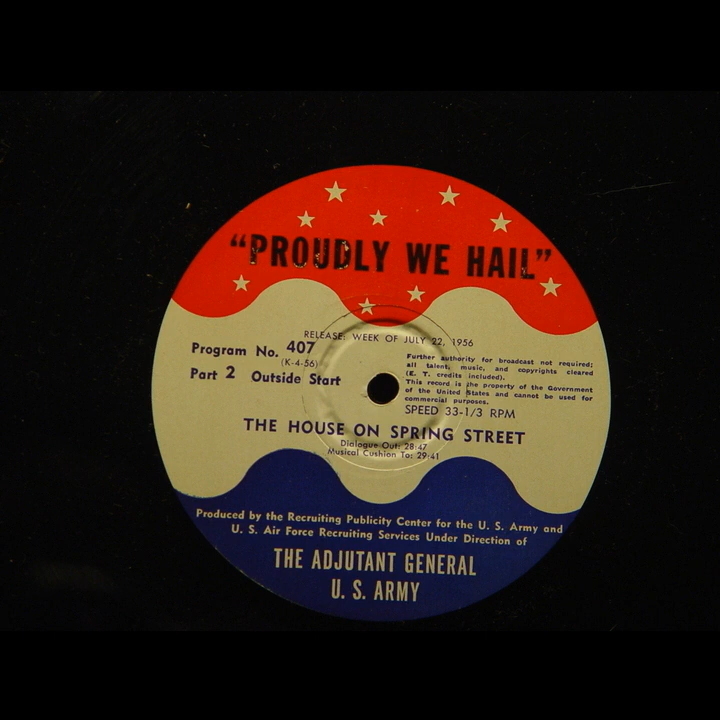 "PROUDLY WE HAIL"
RELEASE: WEEK OF JULY 22, 1956
Program No. 407
(K-4-56)
Part 2 Outside Start
Further authority for broadcast not required;
all talent, music, and copyrights cleared
(E. T. credits included).
This record is the property of the Government
of the United States and cannot be used for
commercial purposes.
SPEED 33-1/3 RPM
THE HOUSE ON SPRING STREET
Dialogue Out: 28:47
Musical Cushion To: 29:41
Produced by the Recruiting Publicity Center for the U. S. Army and
U. S. Air Force Recruiting Services Under Direction of
THE ADJUTANT GENERAL
U. S. ARMY